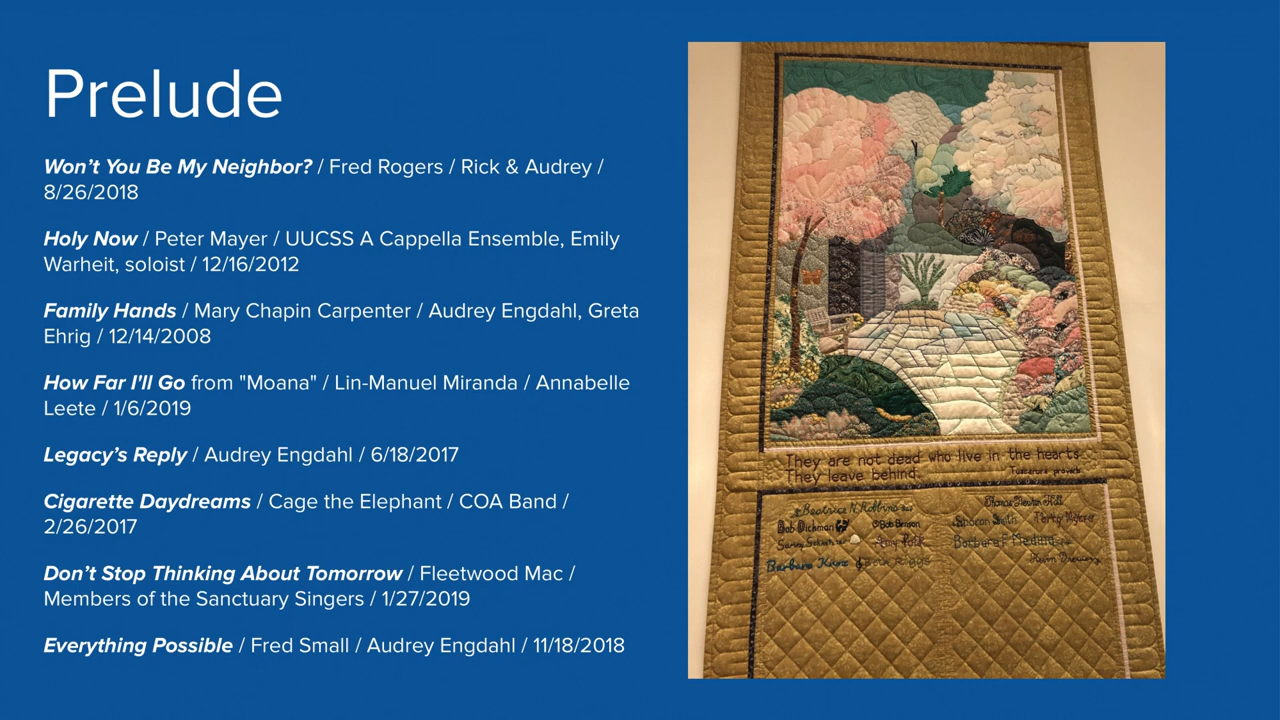 Prelude
Won't You Be My Neighbor? / Fred Rogers / Rick & Audrey /
8/26/2018
Holy Now / Peter Mayer / UUCSS A Cappella Ensemble, Emily
Warheit, soloist / 12/16/2012
Family Hands / Mary Chapin Carpenter / Audrey Engdahl, Greta
Ehrig / 12/14/2008
How Far I'll Go from "Moana" / Lin-Manuel Miranda / Annabelle
Leete / 1/6/2019
Legacy's Reply / Audrey Engdahl / 6/18/2017
Cigarette Daydreams / Cage the Elephant / COA Band /
2/26/2017
Don't Stop Thinking About Tomorrow / Fleetwood Mac /
Members of the Sanctuary Singers / 1/27/2019
Everything Possible / Fred Small / Audrey Engdahl / 11/18/2018
They are not dead who live in the hearts
They leave behind.
Tuscarora proverb
Beatrice N Robbins
Bob Dichman
Bob Benson
Amy Polk
Barbara Kurz
Sharon Smith
Barbara F